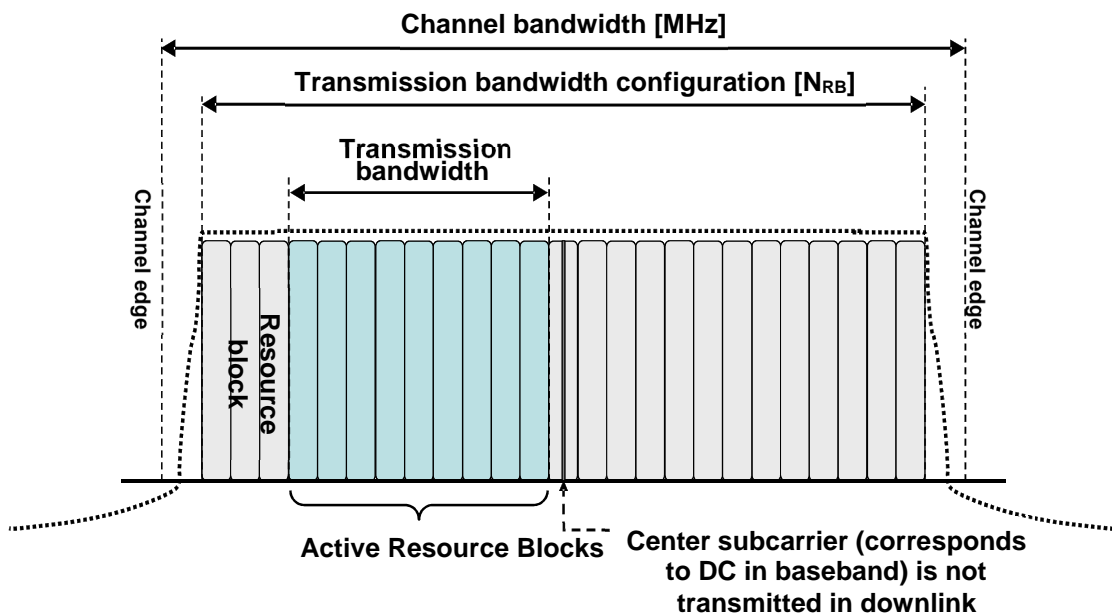 Channel bandwidth [MHz]
Transmission bandwidth configuration [NRB]
Transmission
bandwidth
Channel edge
Channel edge
Resource
block
Active Resource Blocks
Center subcarrier (corresponds
to DC in baseband) is not
transmitted in downlink